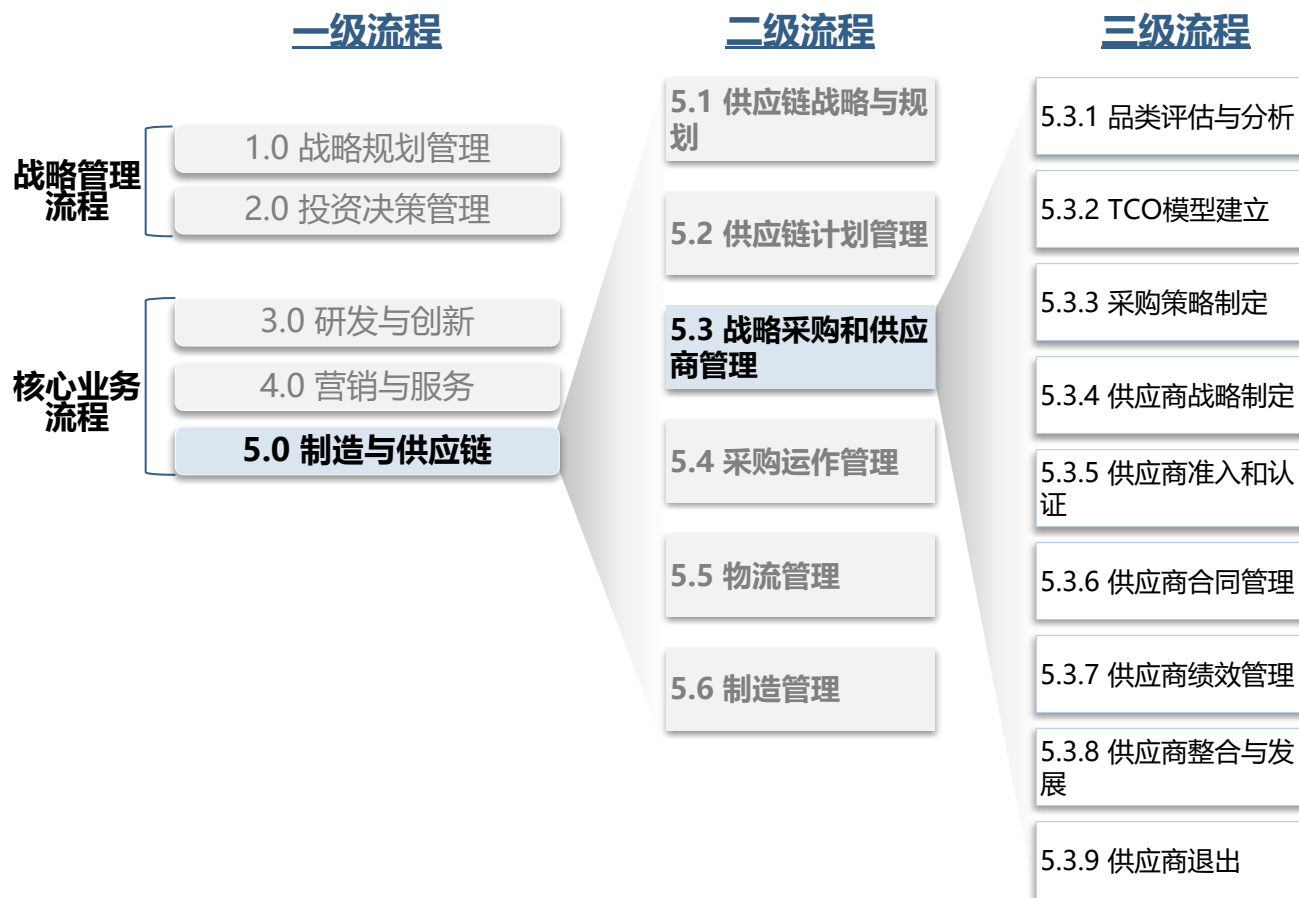 一级流程
二级流程
三级流程
战略管理
流程
1.0 战略规划管理
2.0 投资决策管理
核心业务
流程
3.0 研发与创新
4.0 营销与服务
5.0 制造与供应链
5.1 供应链战略与规
划
5.2 供应链计划管理
5.3 战略采购和供应
商管理
5.4 采购运作管理
5.5 物流管理
5.6 制造管理
5.3.1 品类评估与分析
5.3.2 TCO模型建立
5.3.3 采购策略制定
5.3.4 供应商战略制定
5.3.5 供应商准入和认
证
5.3.6 供应商合同管理
5.3.7 供应商绩效管理
5.3.8 供应商整合与发
展
5.3.9 供应商退出